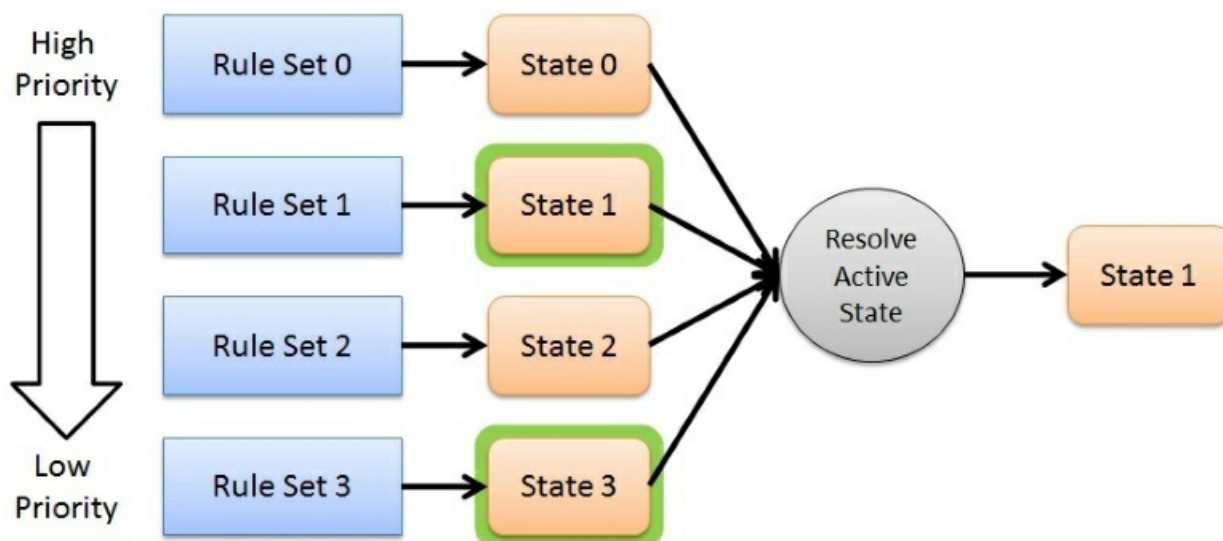 High
Priority
Rule Set 0
State 0
Rule Set 1
State 1
Resolve
Active
State
State 1
Rule Set 2
State 2
Low
Priority
Rule Set 3
State 3